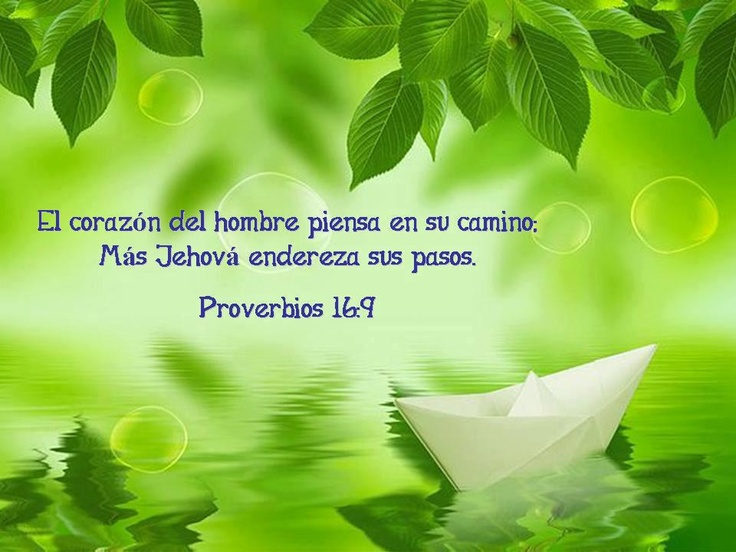 El corazón del hombre piensa en su camino;
Más Jehová endereza sus pasos.
Proverbios 16:9